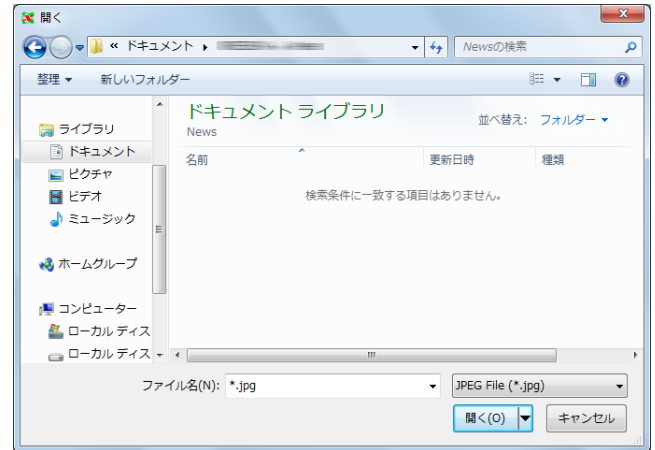 開く
« ドキュメント
Newsの検索
整理 新しいフォルダー
ドキュメント ライブラリ
News
並べ替え: フォルダー
名前 更新日時 種類
検索条件に一致する項目はありません。
ライブラリ
ドキュメント
ピクチャ
ビデオ
ミュージック
ホームグループ
コンピューター
ローカル ディス
ローカル ディス
ファイル名(N): *.jpg
JPEG File (*.jpg)
開く(O) キャンセル